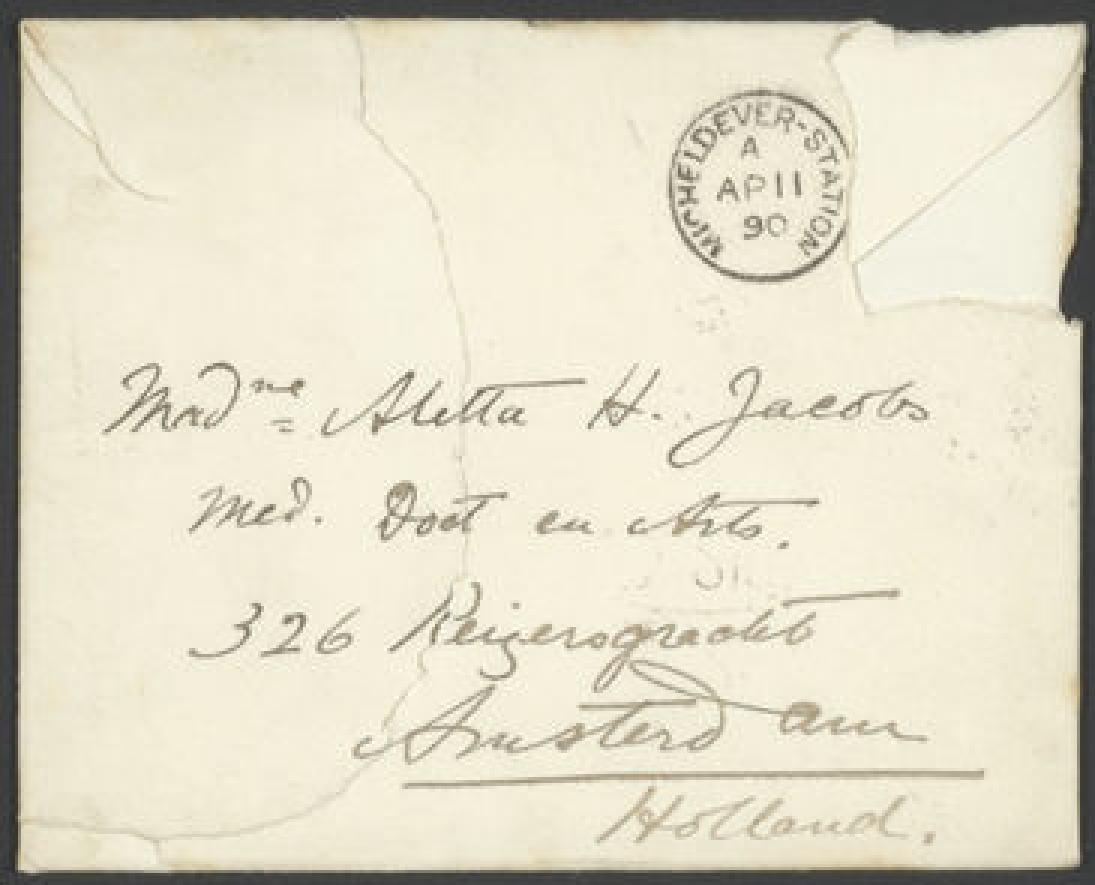 MICHELDEVER-STATION
A
AP 11
90
Madme Aletta H. Jacobs
Med. Doct en Arts.
326 Keizersgracht
Amsterdam
Holland.